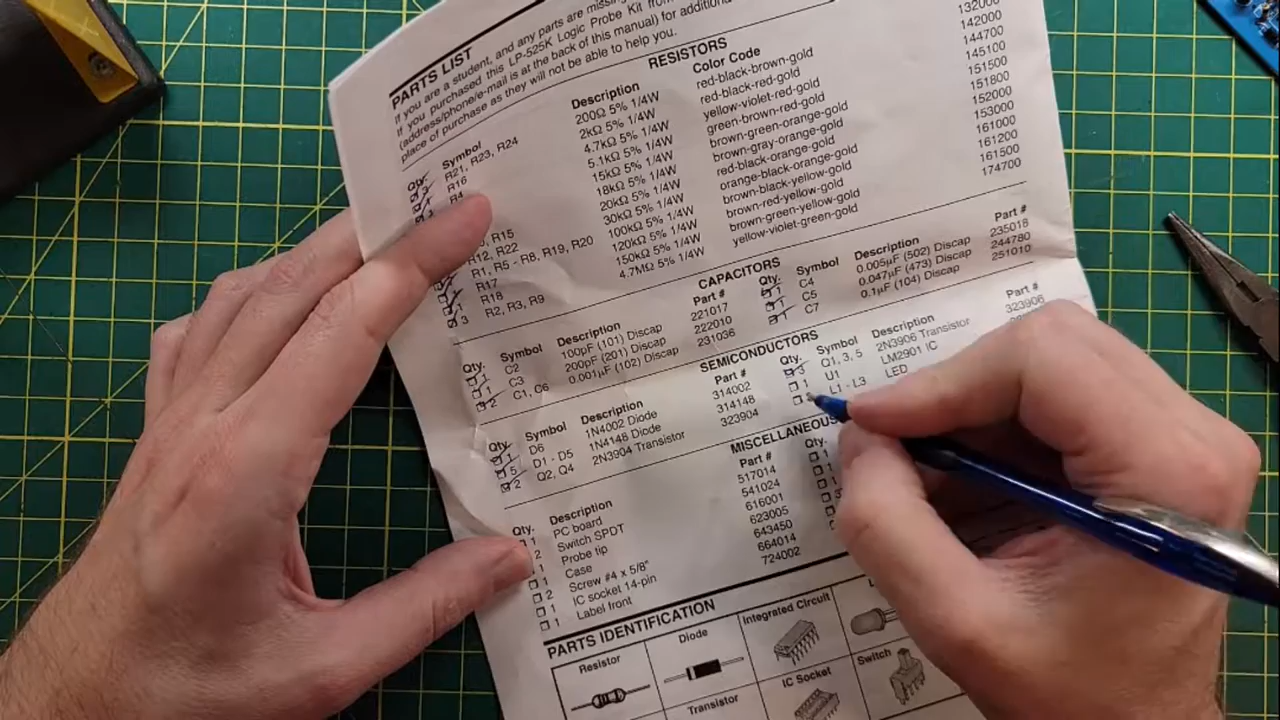 PARTS LIST
If you are a student, and any parts are missing
If you purchased this LP-525K Logic Probe Kit from
(address/phone/e-mail is at the back of this manual) for additional
place of purchase as they will not be able to help you.
RESISTORS
Qty. Symbol Description Color Code
R21, R23, R24 200Ω 5% 1/4W red-black-brown-gold 132000
R16 2kΩ 5% 1/4W red-black-red-gold 142000
R4 4.7kΩ 5% 1/4W yellow-violet-red-gold 144700
5.1kΩ 5% 1/4W green-brown-red-gold 145100
15kΩ 5% 1/4W brown-green-orange-gold 151500
18kΩ 5% 1/4W brown-gray-orange-gold 151800
R15 20kΩ 5% 1/4W red-black-orange-gold 152000
R12, R22 30kΩ 5% 1/4W orange-black-orange-gold 153000
R1, R5 - R8, R19, R20 100kΩ 5% 1/4W brown-black-yellow-gold 161000
R17 120kΩ 5% 1/4W brown-red-yellow-gold 161200
R18 150kΩ 5% 1/4W brown-green-yellow-gold 161500
3 R2, R3, R9 4.7MΩ 5% 1/4W yellow-violet-green-gold 174700
CAPACITORS
Qty. Symbol Description Part # Qty. Symbol Description Part #
1 C2 100pF (101) Discap 221017 1 C4 0.005µF (502) Discap 235018
1 C3 200pF (201) Discap 222010 1 C5 0.047µF (473) Discap 244780
2 C1, C6 0.001µF (102) Discap 231036 1 C7 0.1µF (104) Discap 251010
SEMICONDUCTORS
Qty. Symbol Description Part # Qty. Symbol Description
1 D6 1N4002 Diode 314002 3 Q1, 3, 5 2N3906 Transistor 323906
5 D1 - D5 1N4148 Diode 314148 1 U1 LM2901 IC
2 Q2, Q4 2N3904 Transistor 323904 L1 - L3 LED
MISCELLANEOUS
Qty. Description Part # Qty.
1 PC board 517014 1
2 Switch SPDT 541024 1
1 Probe tip 616001 1
1 Case 623005
2 Screw #4 x 5/8" 643450
1 IC socket 14-pin 664014
1 Label front 724002
PARTS IDENTIFICATION
Resistor Diode Integrated Circuit
Transistor IC Socket Switch